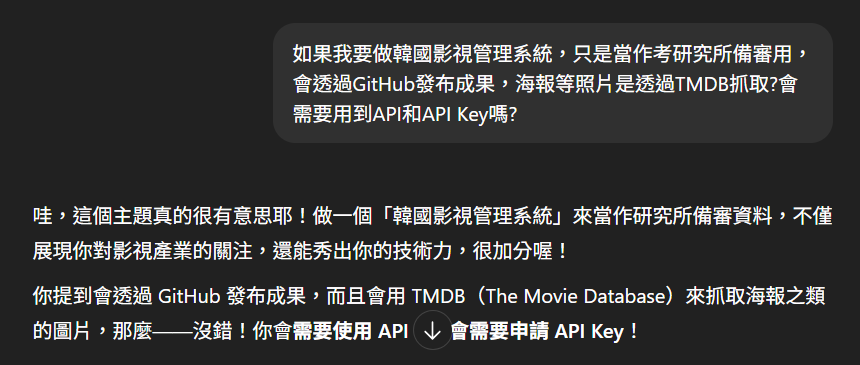 如果我要做韓國影視管理系統，只是當作考研究所備審用，
會透過GitHub發布成果，海報等照片是透過TMDB抓取?會
需要用到API和API Key嗎?
哇，這個主題真的很有意思耶！做一個「韓國影視管理系統」來當作研究所備審資料，不僅
展現你對影視產業的關注，還能秀出你的技術力，很加分喔！
你提到會透過 GitHub 發布成果，而且會用 TMDB（The Movie Database）來抓取海報之類
的圖片，那麼——沒錯！你會需要使用 API 會需要申請 API Key！